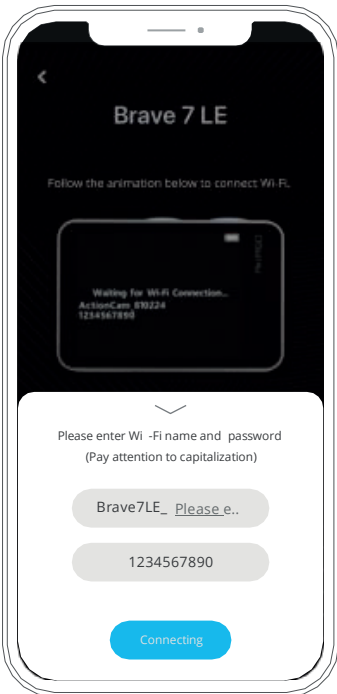 Brave 7 LE
Follow the animation below to connect Wi-Fi.
Waiting for Wi-Fi Connection...
ActionCam 810224
1234567890
Please enter Wi -Fi name and password
(Pay attention to capitalization)
Brave7LE_ Please e..
1234567890
Connecting